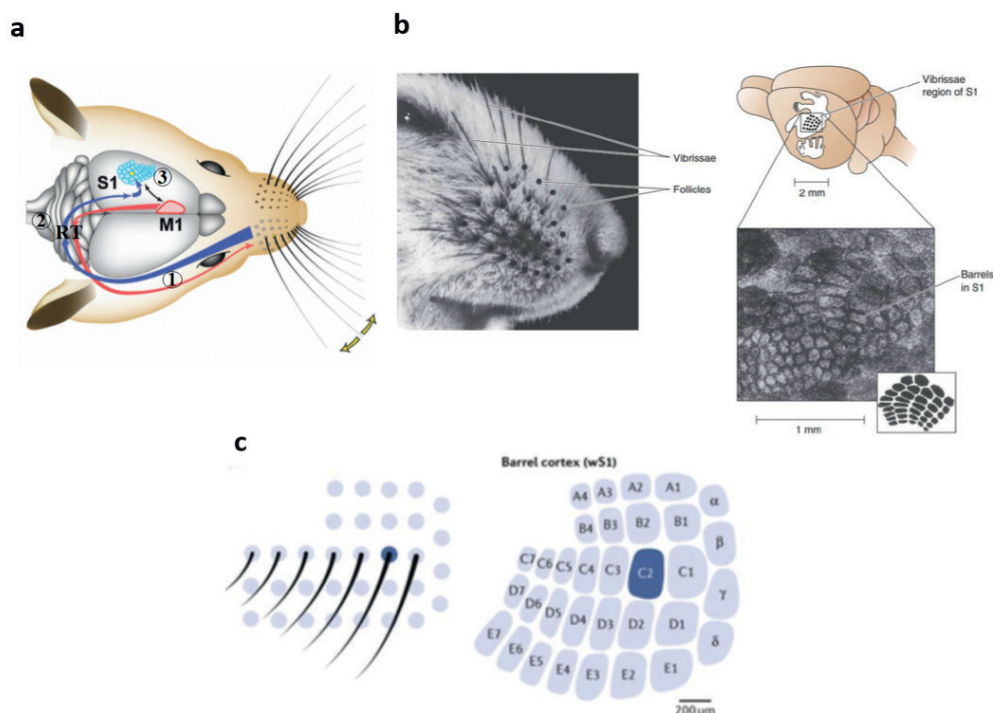 a
b
S1
③
②
RT
M1
①
Vibrissae
Follicles
Vibrissae
region of S1
2 mm
Barrels
in S1
1 mm
c
Barrel cortex (wS1)
A4 A3 A2 A1 α
B4 B3 B2 B1 β
C7 C6 C5 C4 C3 C2 C1 γ
D7 D6 D5 D4 D3 D2 D1 δ
E7 E6 E5 E4 E3 E2 E1
200 μm